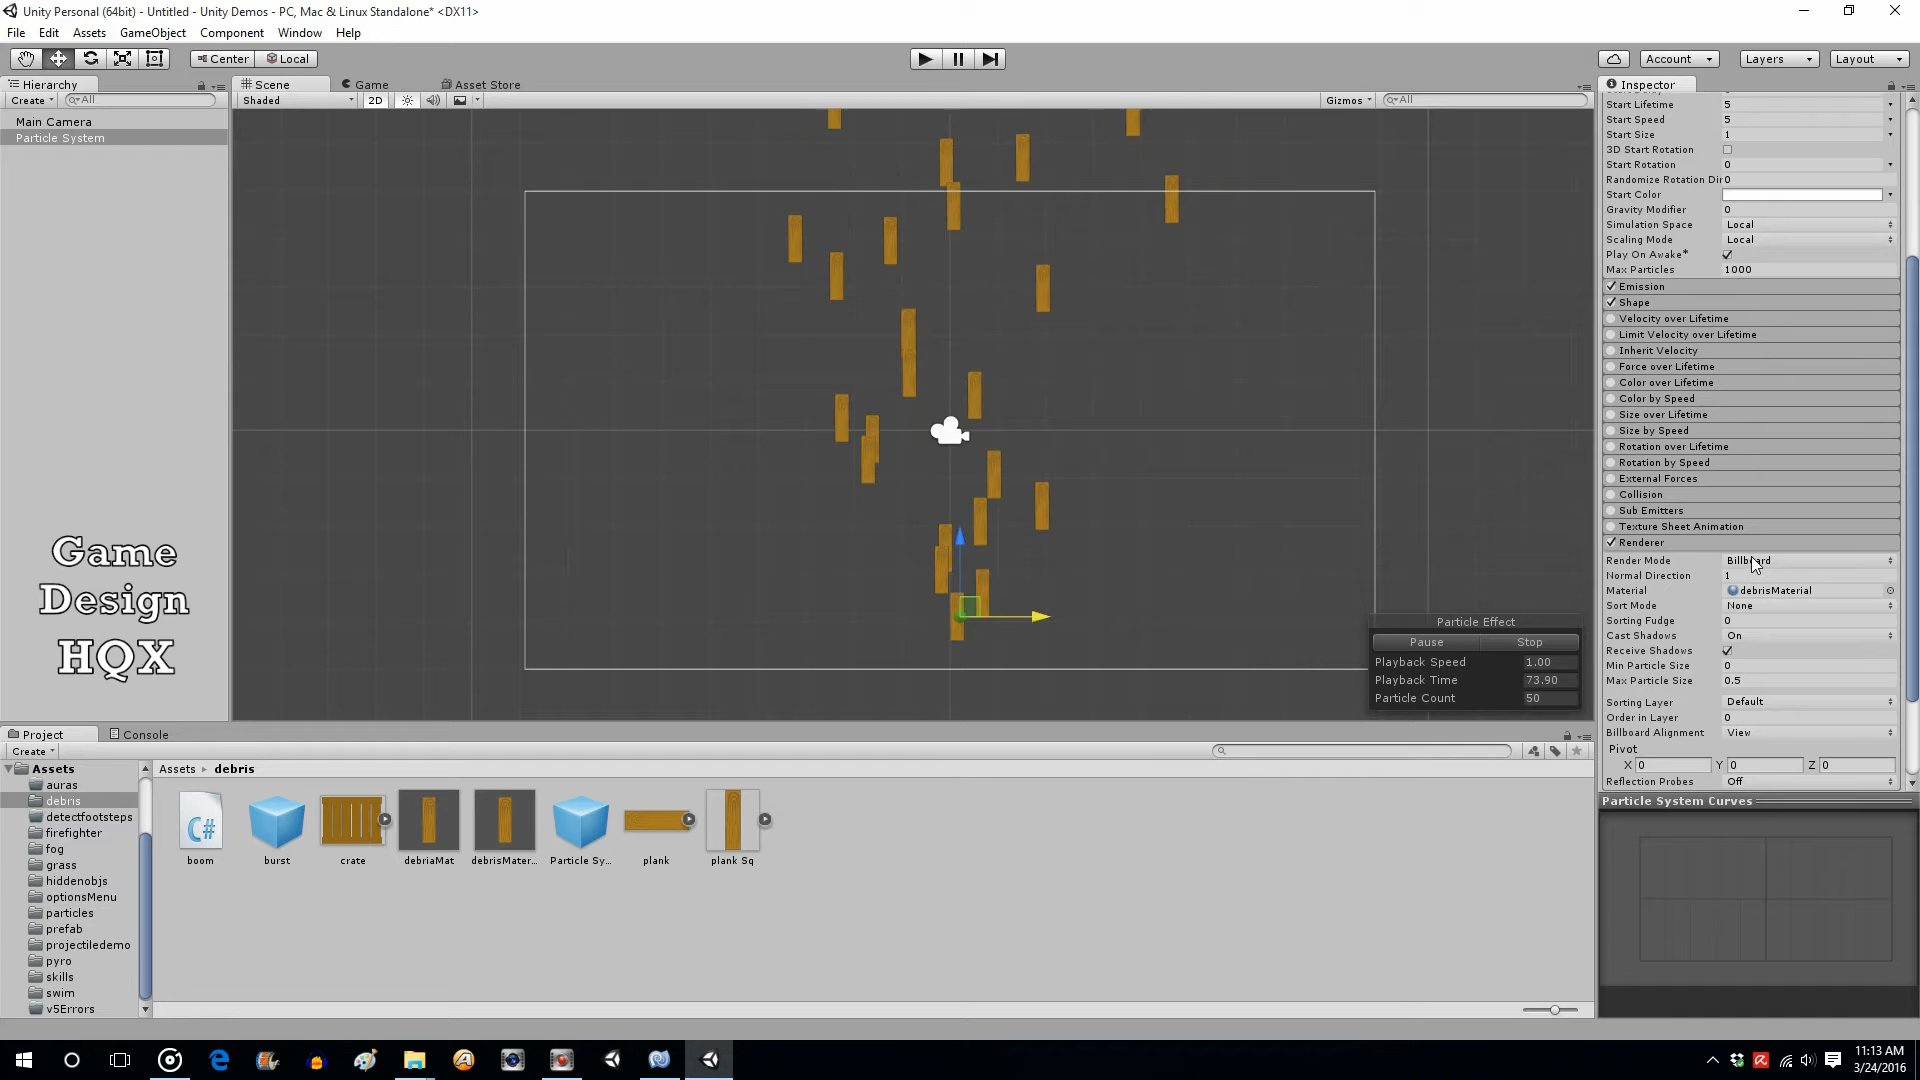 Unity Personal (64bit) - Untitled - Unity Demos - PC, Mac & Linux Standalone* <DX11>
File Edit Assets GameObject Component Window Help
Center Local Account Layers Layout
Hierarchy
Create All
Main Camera
Particle System
Game
Design
HQX
Scene Game Asset Store
Shaded 2D Gizmos All
Particle Effect
Pause Stop
Playback Speed 1.00
Playback Time 73.90
Particle Count 50
Inspector
Start Lifetime 5
Start Speed 5
Start Size 1
3D Start Rotation
Start Rotation 0
Randomize Rotation Dir 0
Start Color
Gravity Modifier 0
Simulation Space Local
Scaling Mode Local
Play On Awake*
Max Particles 1000
Emission
Shape
Velocity over Lifetime
Limit Velocity over Lifetime
Inherit Velocity
Force over Lifetime
Color over Lifetime
Color by Speed
Size over Lifetime
Size by Speed
Rotation over Lifetime
Rotation by Speed
External Forces
Collision
Sub Emitters
Texture Sheet Animation
Renderer
Render Mode Billboard
Normal Direction 1
Material debrisMaterial
Sort Mode None
Sorting Fudge 0
Cast Shadows On
Receive Shadows
Min Particle Size 0
Max Particle Size 0.5
Sorting Layer Default
Order in Layer 0
Billboard Alignment View
Pivot
X 0 Y 0 Z 0
Reflection Probes Off
Particle System Curves
Project Console
Create
Assets
auras
debris
detectfootsteps
firefighter
fog
grass
hiddenobjs
optionsMenu
particles
prefab
projectiledemo
pyro
skills
swim
v5Errors
Assets debris
C#
boom burst crate debriaMat debrisMater... Particle Sy... plank plank Sq
11:13 AM
3/24/2016